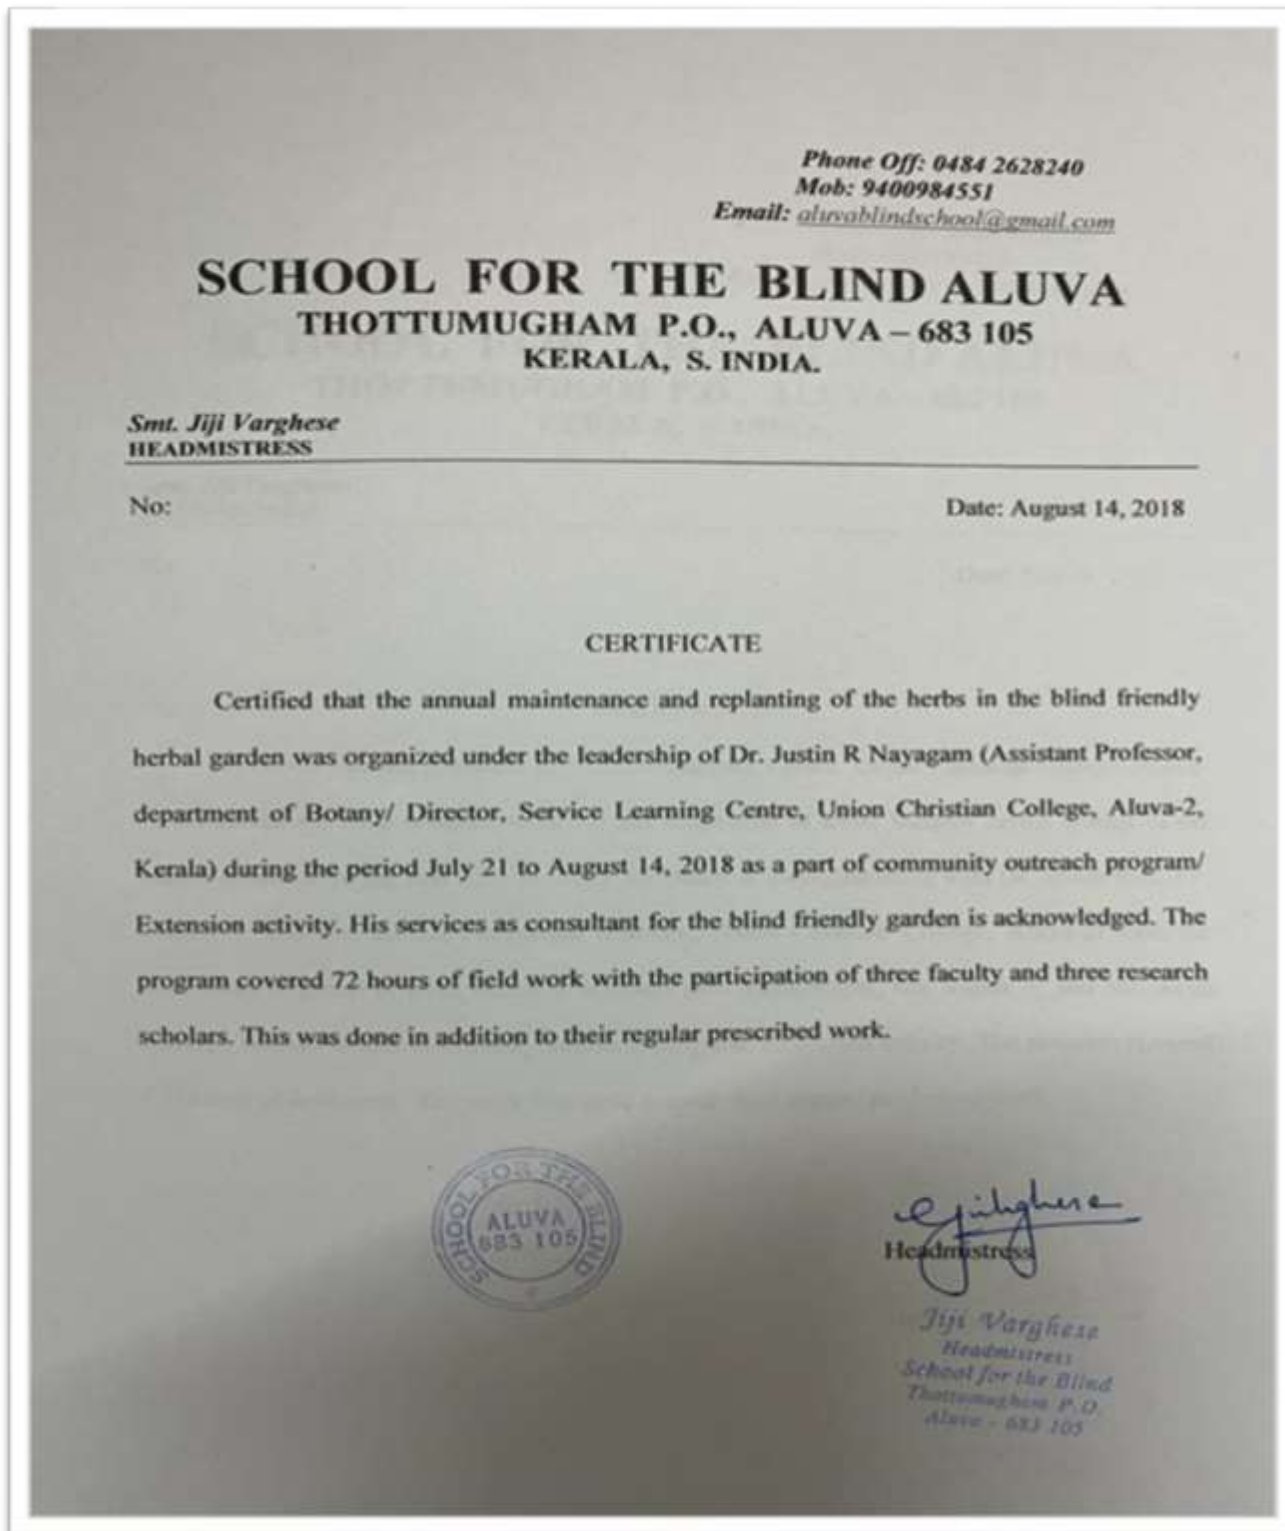 Phone Off: 0484 2628240
Mob: 9400984551
Email: aluvablindschool@gmail.com
SCHOOL FOR THE BLIND ALUVA
THOTTUMUGHAM P.O., ALUVA – 683 105
KERALA, S. INDIA.
Smt. Jiji Varghese
HEADMISTRESS
No:
Date: August 14, 2018
CERTIFICATE
Certified that the annual maintenance and replanting of the herbs in the blind friendly
herbal garden was organized under the leadership of Dr. Justin R Nayagam (Assistant Professor,
department of Botany/ Director, Service Learning Centre, Union Christian College, Aluva-2,
Kerala) during the period July 21 to August 14, 2018 as a part of community outreach program/
Extension activity. His services as consultant for the blind friendly garden is acknowledged. The
program covered 72 hours of field work with the participation of three faculty and three research
scholars. This was done in addition to their regular prescribed work.
SCHOOL FOR THE BLIND
ALUVA
683 105
Headmistress
Jiji Varghese
Headmistress
School for the Blind
Thottumugham P.O.
Aluva - 683 105